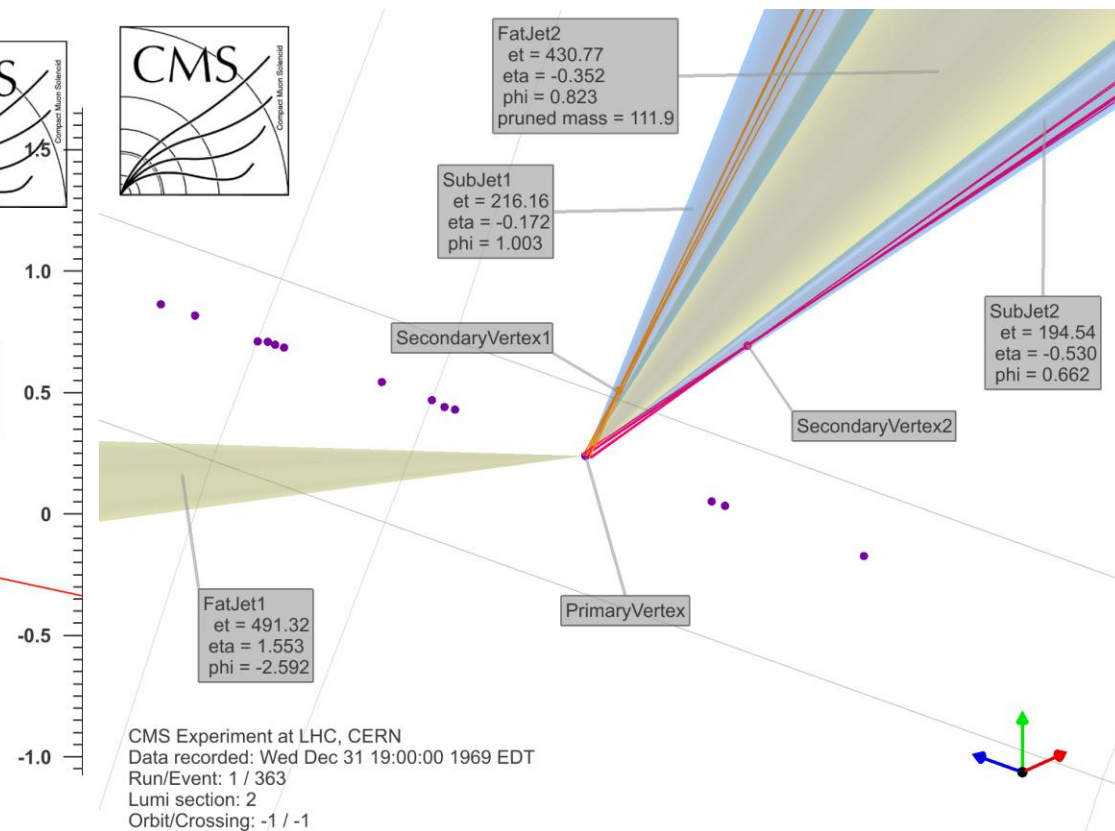 S
Compact Muon Solenoid
CMS
Compact Muon Solenoid
1.5
1.0
0.5
0
-0.5
-1.0
FatJet2
et = 430.77
eta = -0.352
phi = 0.823
pruned mass = 111.9
SubJet1
et = 216.16
eta = -0.172
phi = 1.003
SecondaryVertex1
SubJet2
et = 194.54
eta = -0.530
phi = 0.662
SecondaryVertex2
PrimaryVertex
FatJet1
et = 491.32
eta = 1.553
phi = -2.592
CMS Experiment at LHC, CERN
Data recorded: Wed Dec 31 19:00:00 1969 EDT
Run/Event: 1 / 363
Lumi section: 2
Orbit/Crossing: -1 / -1